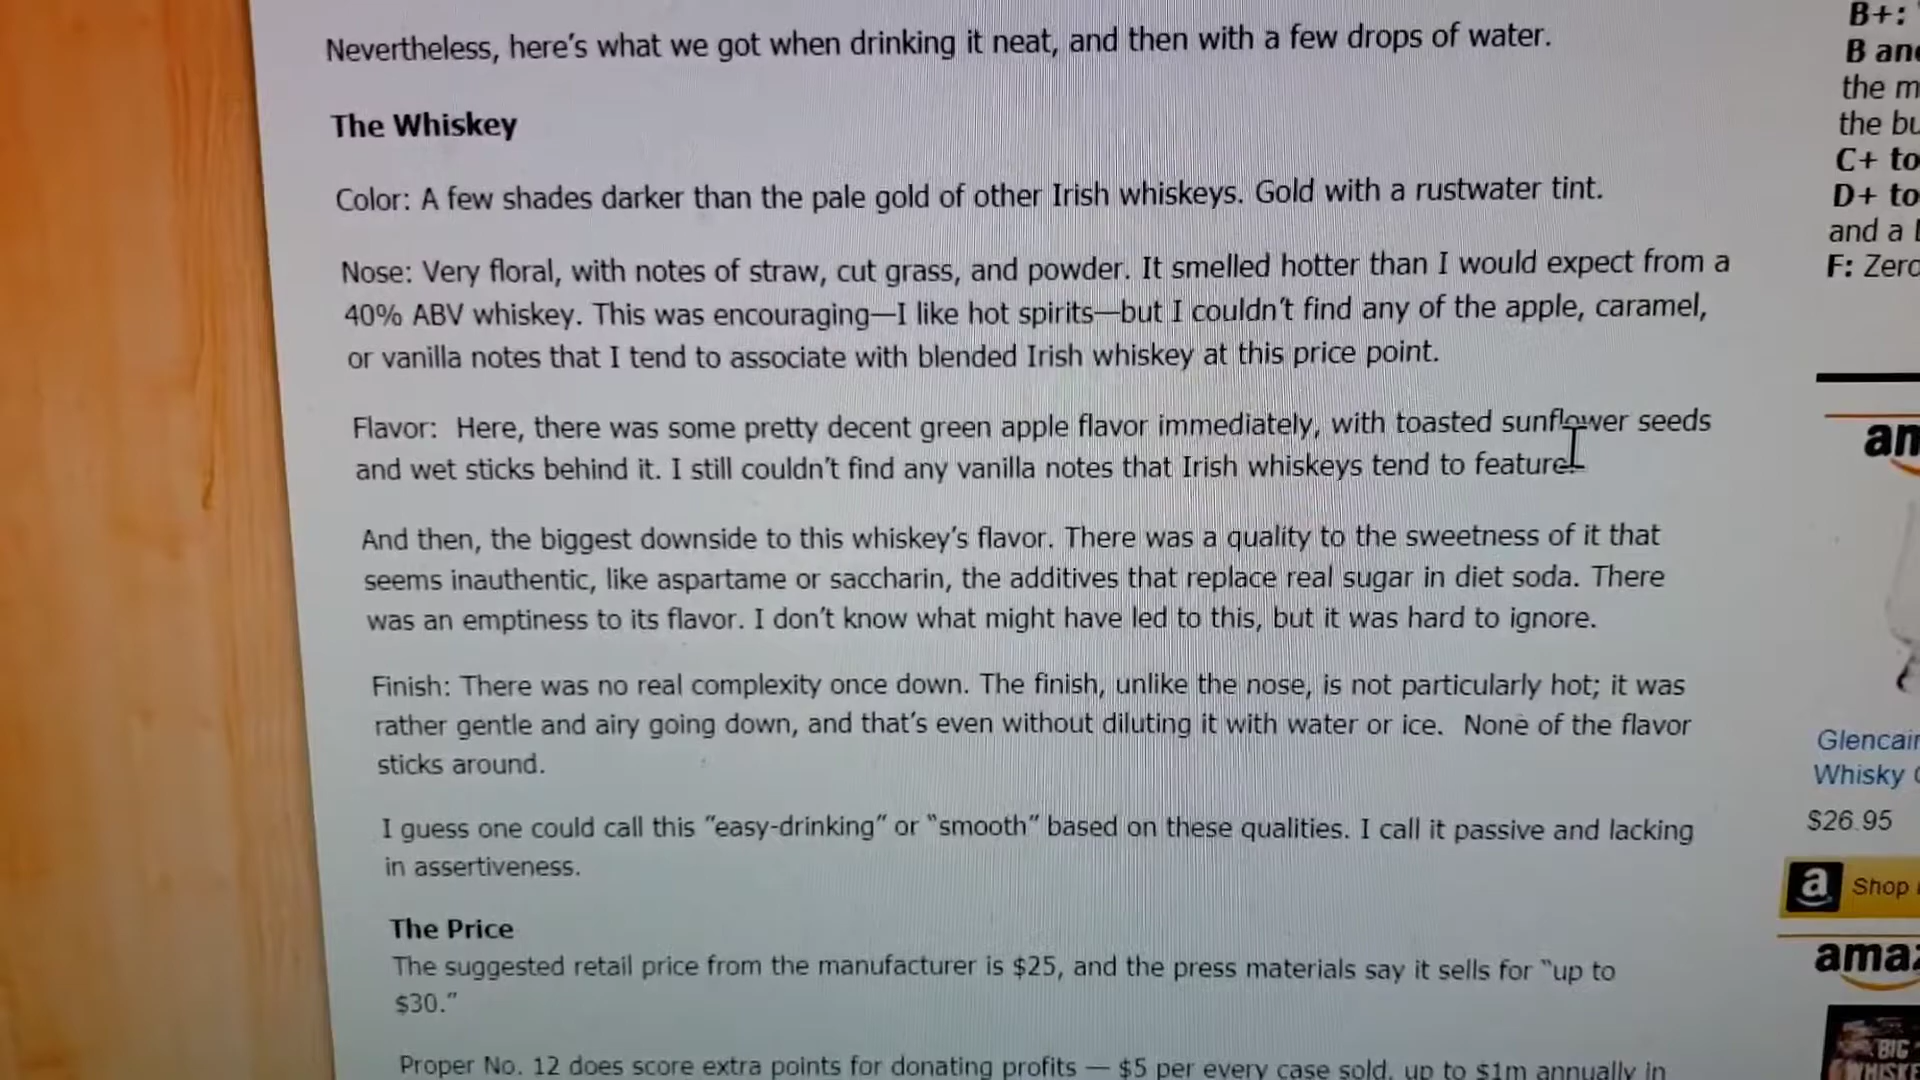 Nevertheless, here's what we got when drinking it neat, and then with a few drops of water.
The Whiskey
Color: A few shades darker than the pale gold of other Irish whiskeys. Gold with a rustwater tint.
Nose: Very floral, with notes of straw, cut grass, and powder. It smelled hotter than I would expect from a
40% ABV whiskey. This was encouraging—I like hot spirits—but I couldn't find any of the apple, caramel,
or vanilla notes that I tend to associate with blended Irish whiskey at this price point.
Flavor:  Here, there was some pretty decent green apple flavor immediately, with toasted sunflower seeds
and wet sticks behind it. I still couldn't find any vanilla notes that Irish whiskeys tend to feature.
And then, the biggest downside to this whiskey's flavor. There was a quality to the sweetness of it that
seems inauthentic, like aspartame or saccharin, the additives that replace real sugar in diet soda. There
was an emptiness to its flavor. I don't know what might have led to this, but it was hard to ignore.
Finish: There was no real complexity once down. The finish, unlike the nose, is not particularly hot; it was
rather gentle and airy going down, and that's even without diluting it with water or ice.  None of the flavor
sticks around.
I guess one could call this "easy-drinking" or "smooth" based on these qualities. I call it passive and lacking
in assertiveness.
The Price
The suggested retail price from the manufacturer is $25, and the press materials say it sells for "up to
$30."
Proper No. 12 does score extra points for donating profits — $5 per every case sold, up to $1m annually in
B+:
B and
the m
the bu
C+ to
D+ to
and a
F: Zero
am
Glencair
Whisky
$26.95
a Shop
amaz
BIG
WHISKE